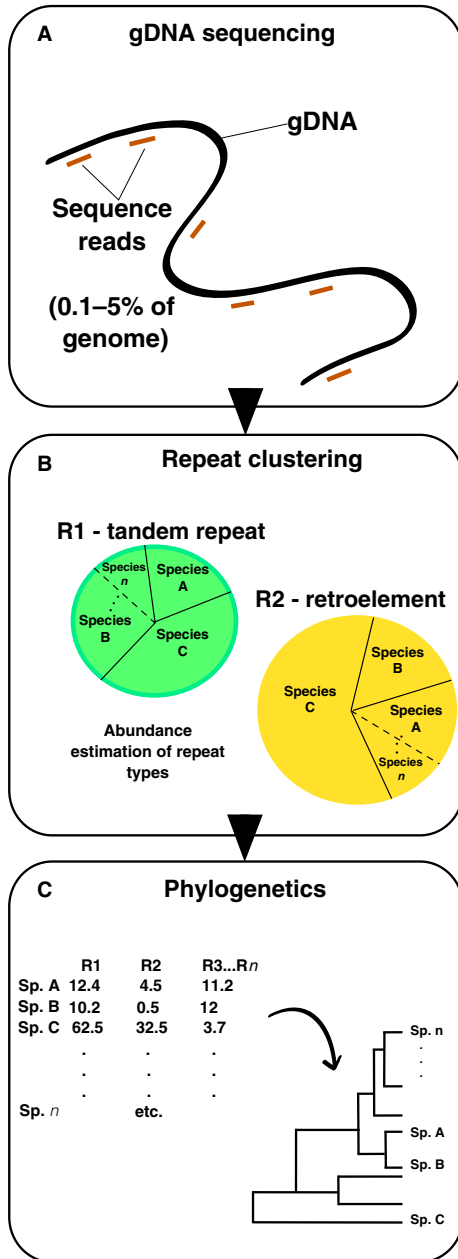 A
gDNA sequencing
gDNA
Sequence
reads
(0.1–5% of
genome)
B
Repeat clustering
R1 - tandem repeat
Species
n
Species
A
Species
B
Species
C
R2 - retroelement
Species
B
Species
C
Species
A
Species
n
Abundance
estimation of repeat
types
C
Phylogenetics
R1 R2 R3...Rn
Sp. A 12.4 4.5 11.2
Sp. B 10.2 0.5 12
Sp. C 62.5 32.5 3.7
. . .
. . .
. . .
Sp. n etc.
Sp. n
.
.
.
.
Sp. A
Sp. B
Sp. C